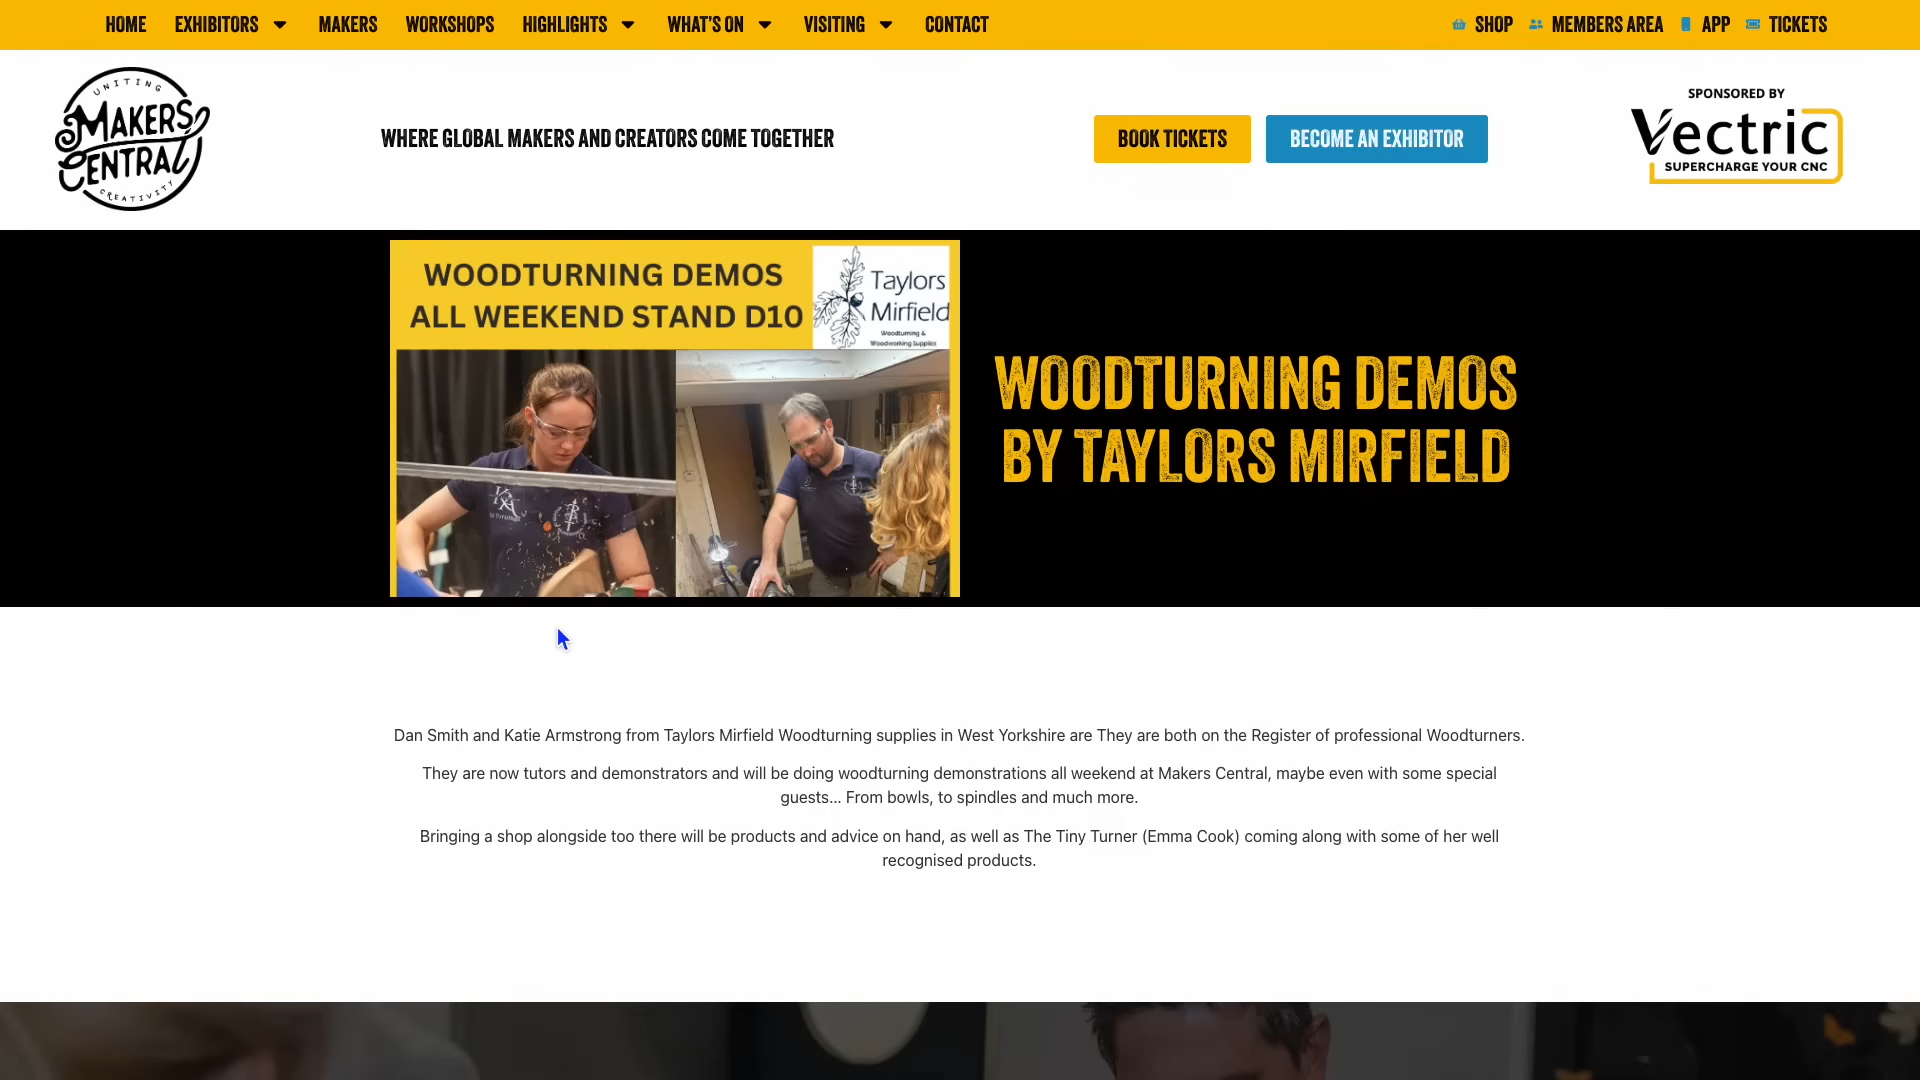 HOME EXHIBITORS MAKERS WORKSHOPS HIGHLIGHTS WHAT'S ON VISITING CONTACT SHOP MEMBERS AREA APP TICKETS
UNITING
MAKERS
CENTRAL
CREATIVITY
WHERE GLOBAL MAKERS AND CREATORS COME TOGETHER
BOOK TICKETS
BECOME AN EXHIBITOR
SPONSORED BY
Vectric
SUPERCHARGE YOUR CNC
WOODTURNING DEMOS
ALL WEEKEND STAND D10
Taylors
Mirfield
Woodturning &
Woodworking Supplies
WOODTURNING DEMOS
BY TAYLORS MIRFIELD
Dan Smith and Katie Armstrong from Taylors Mirfield Woodturning supplies in West Yorkshire are They are both on the Register of professional Woodturners.
They are now tutors and demonstrators and will be doing woodturning demonstrations all weekend at Makers Central, maybe even with some special
guests… From bowls, to spindles and much more.
Bringing a shop alongside too there will be products and advice on hand, as well as The Tiny Turner (Emma Cook) coming along with some of her well
recognised products.